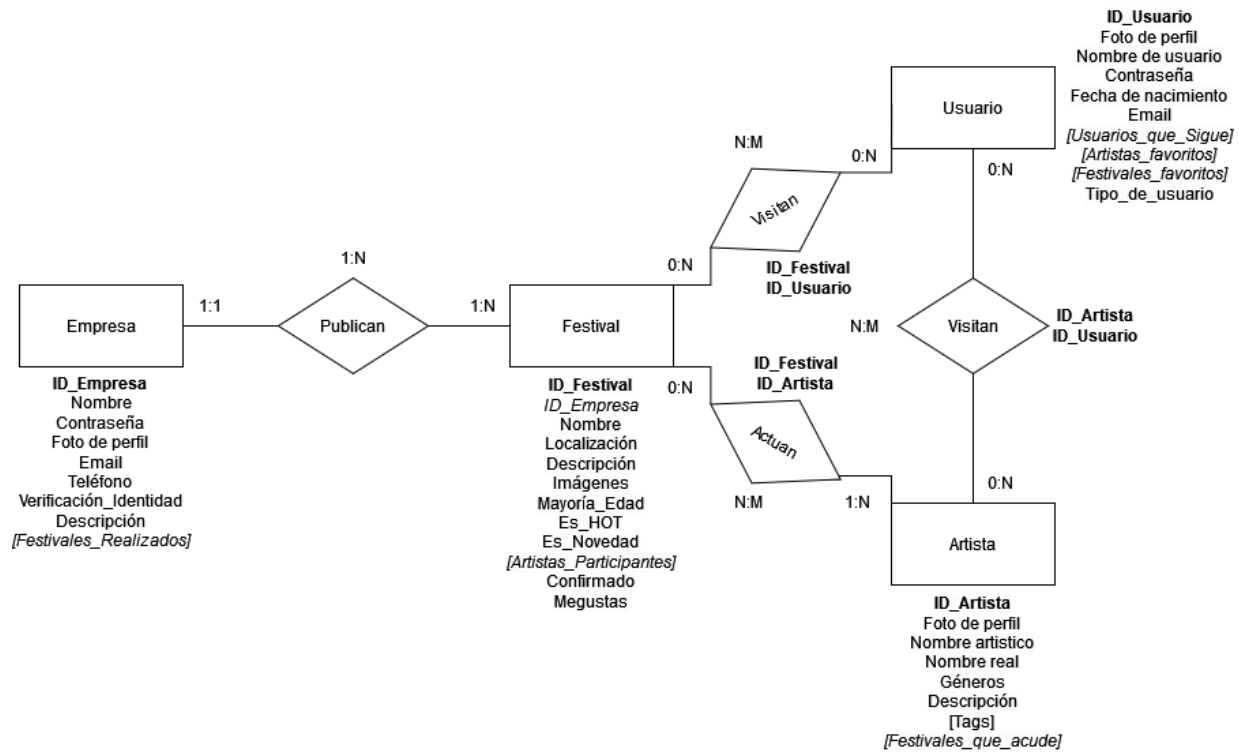 ID_Usuario
Foto de perfil
Nombre de usuario
Contraseña
Fecha de nacimiento
Email
[Usuarios_que_Sigue]
[Artistas_favoritos]
[Festivales_favoritos]
Tipo_de_usuario
Usuario
N:M
0:N
0:N
Visitan
ID_Festival
ID_Usuario
0:N
1:N
1:1
1:N
Empresa
Publican
Festival
N:M
Visitan
ID_Artista
ID_Usuario
ID_Empresa
Nombre
Contraseña
Foto de perfil
Email
Teléfono
Verificación_Identidad
Descripción
[Festivales_Realizados]
ID_Festival
ID_Empresa
Nombre
Localización
Descripción
Imágenes
Mayoría_Edad
Es_HOT
Es_Novedad
[Artistas_Participantes]
Confirmado
Megustas
0:N
ID_Festival
ID_Artista
Actuan
N:M
1:N
0:N
Artista
ID_Artista
Foto de perfil
Nombre artistico
Nombre real
Géneros
Descripción
[Tags]
[Festivales_que_acude]